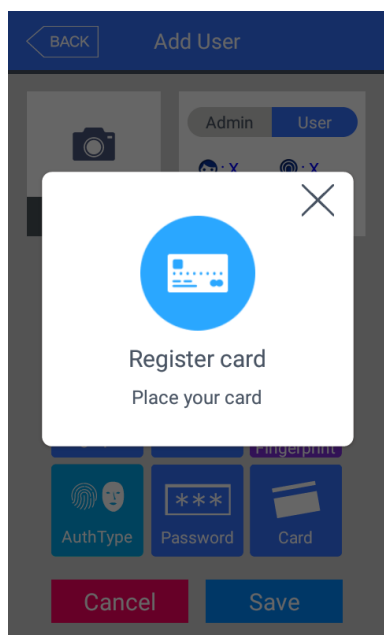 BACK
Add User
Admin
User
: X
: X
Register card
Place your card
Fingerprint
AuthType
***
Password
Card
Cancel
Save